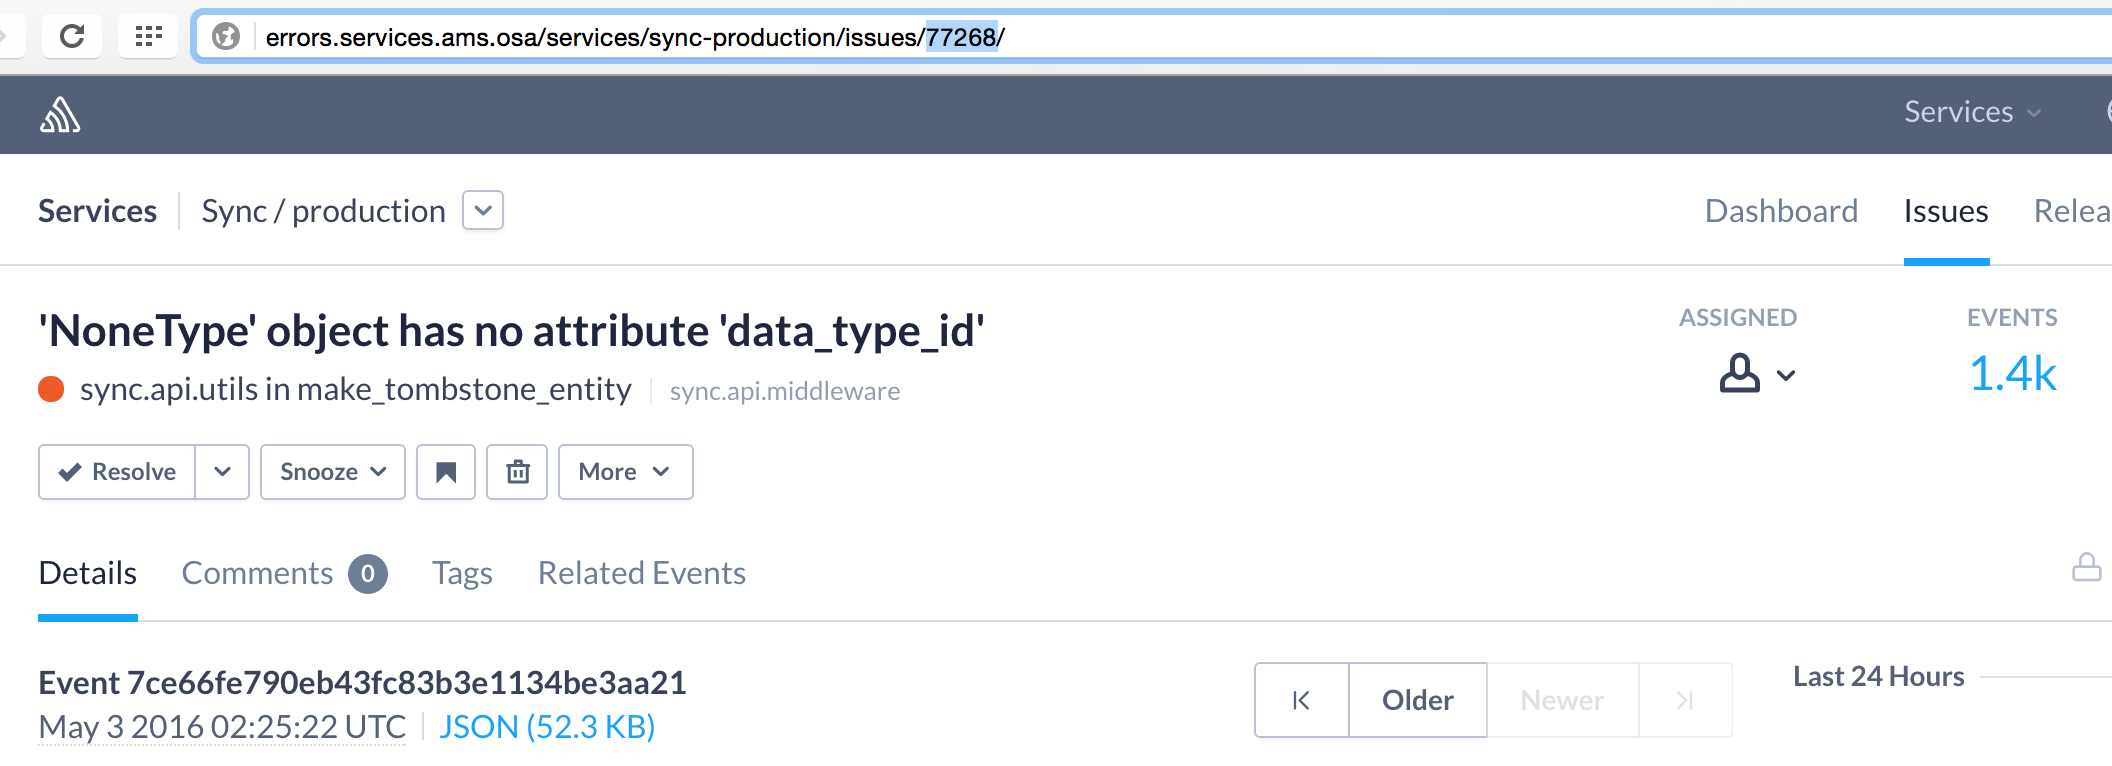 errors.services.ams.osa/services/sync-production/issues/77268/
Services
Services Sync / production Dashboard Issues Relea
'NoneType' object has no attribute 'data_type_id' ASSIGNED EVENTS
sync.api.utils in make_tombstone_entity sync.api.middleware 1.4k
Resolve Snooze More
Details Comments 0 Tags Related Events
Event 7ce66fe790eb43fc83b3e1134be3aa21 Older Newer Last 24 Hours
May 3 2016 02:25:22 UTC JSON (52.3 KB)